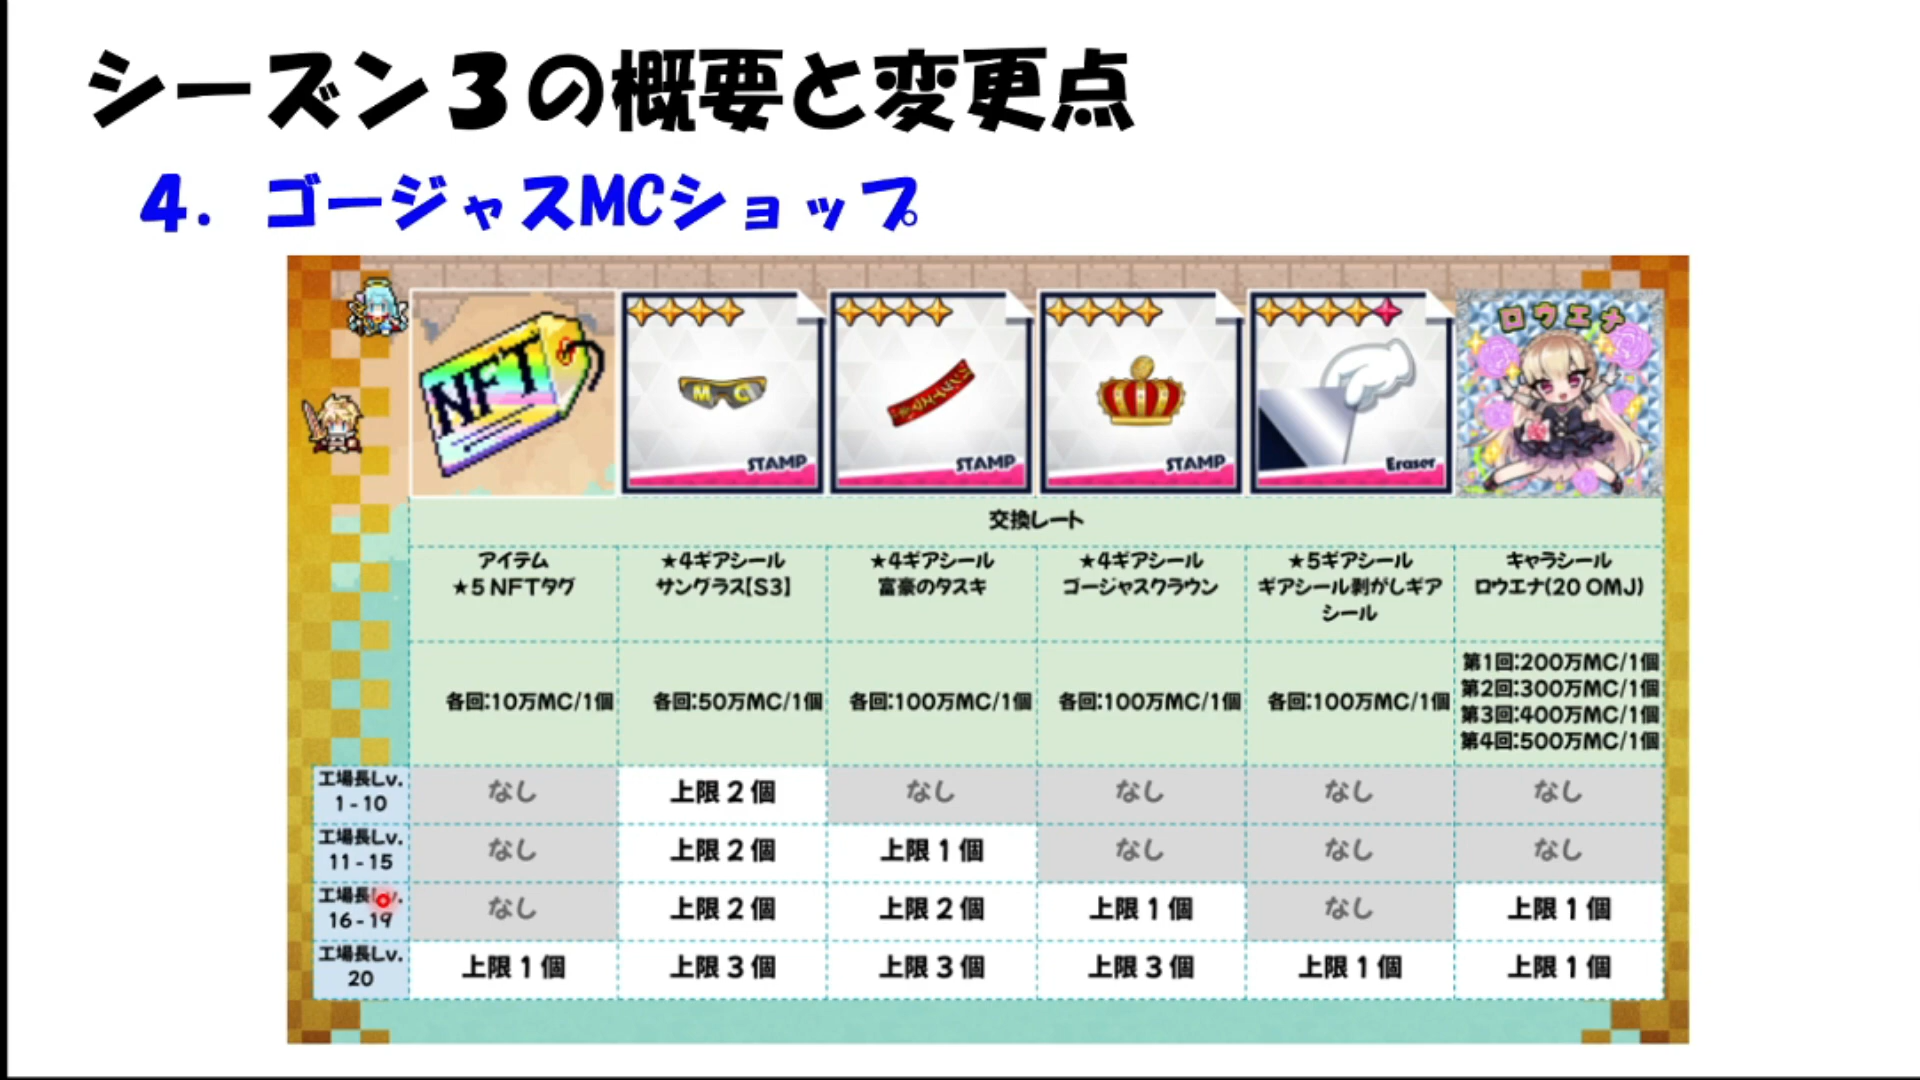 シーズン３の概要と変更点
４．ゴージャスMCショップ
NFT
MC
STAMP
STAMP
STAMP
Eraser
ロウエナ
交換レート
アイテム
★5 NFTタグ
★4ギアシール
サングラス[S3]
★4ギアシール
富豪のタスキ
★4ギアシール
ゴージャスクラウン
★5ギアシール
ギアシール剥がしギア
シール
キャラシール
ロウエナ(20 OMJ)
各回:10万MC/1個
各回:50万MC/1個
各回:100万MC/1個
各回:100万MC/1個
各回:100万MC/1個
第1回:200万MC/1個
第2回:300万MC/1個
第3回:400万MC/1個
第4回:500万MC/1個
工場長Lv.
1 - 10
なし
上限 2 個
なし
なし
なし
なし
工場長Lv.
11 - 15
なし
上限 2 個
上限 1 個
なし
なし
なし
工場長Lv.
16 - 19
なし
上限 2 個
上限 2 個
上限 1 個
なし
上限 1 個
工場長Lv.
20
上限 1 個
上限 3 個
上限 3 個
上限 3 個
上限 1 個
上限 1 個